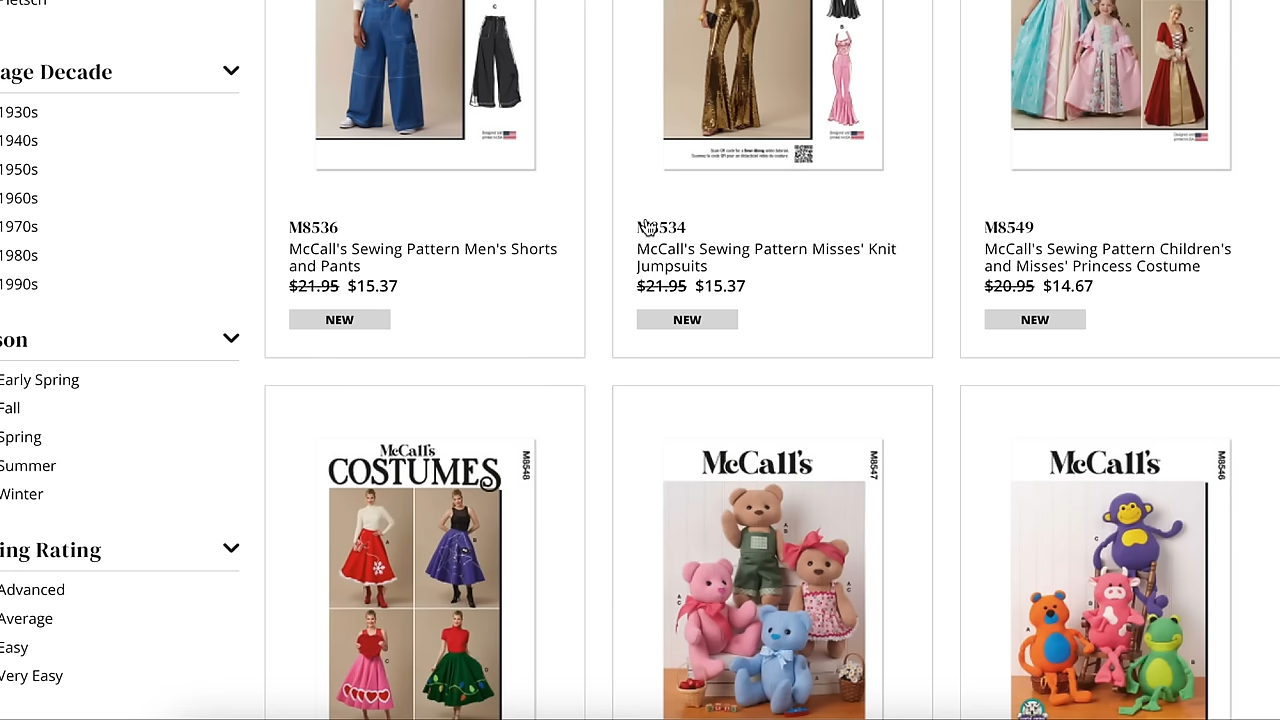 Pletsch
age Decade
1930s
1940s
1950s
1960s
1970s
1980s
1990s
son
Early Spring
Fall
Spring
Summer
Winter
ing Rating
Advanced
Average
Easy
Very Easy
C
B
M8536
McCall's Sewing Pattern Men's Shorts
and Pants
$21.95 $15.37
NEW
B
M8534
McCall's Sewing Pattern Misses' Knit
Jumpsuits
$21.95 $15.37
NEW
A
C
M8549
McCall's Sewing Pattern Children's
and Misses' Princess Costume
$20.95 $14.67
NEW
McCall's
COSTUMES
M8548
A
B
C
D
McCall's
M8547
McCall's
M8546
C
A
B